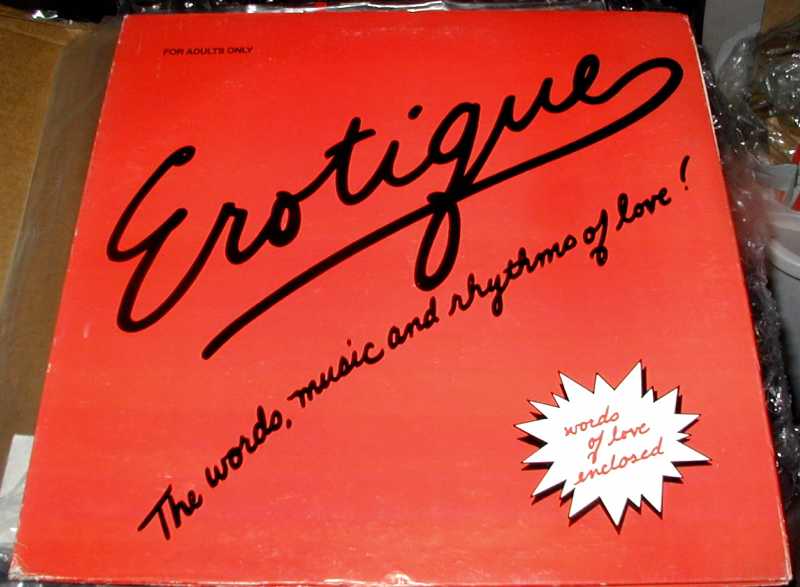 FOR ADULTS ONLY
Erotique
The words, music and rhythms of love!
words
of love
enclosed